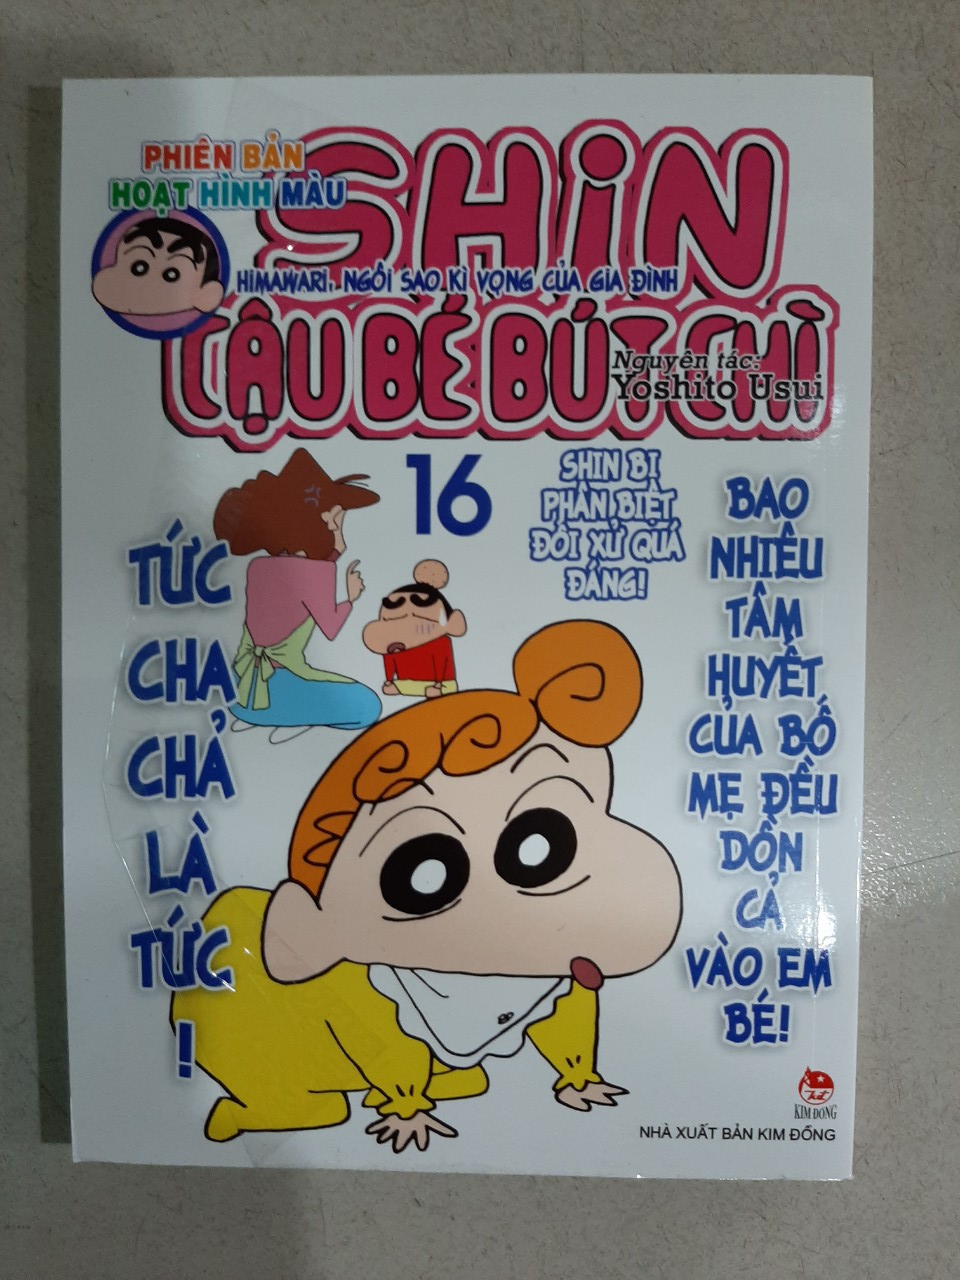 PHIÊN BẢN
HOẠT HÌNH MÀU
SHiN
HIMAWARI, NGÔI SAO KÌ VỌNG CỦA GIA ĐÌNH
CẬU BÉ BÚT CHÌ
Nguyên tác:
Yoshito Usui
16
SHIN BỊ
PHÂN BIỆT
ĐỐI XỬ QUÁ
ĐÁNG!
TỨC
CHA
CHẢ
LÀ
TỨC
!
BAO
NHIÊU
TÂM
HUYẾT
CỦA BỐ
MẸ ĐỀU
DỒN
CẢ
VÀO EM
BÉ!
KIM ĐỒNG
NHÀ XUẤT BẢN KIM ĐỒNG